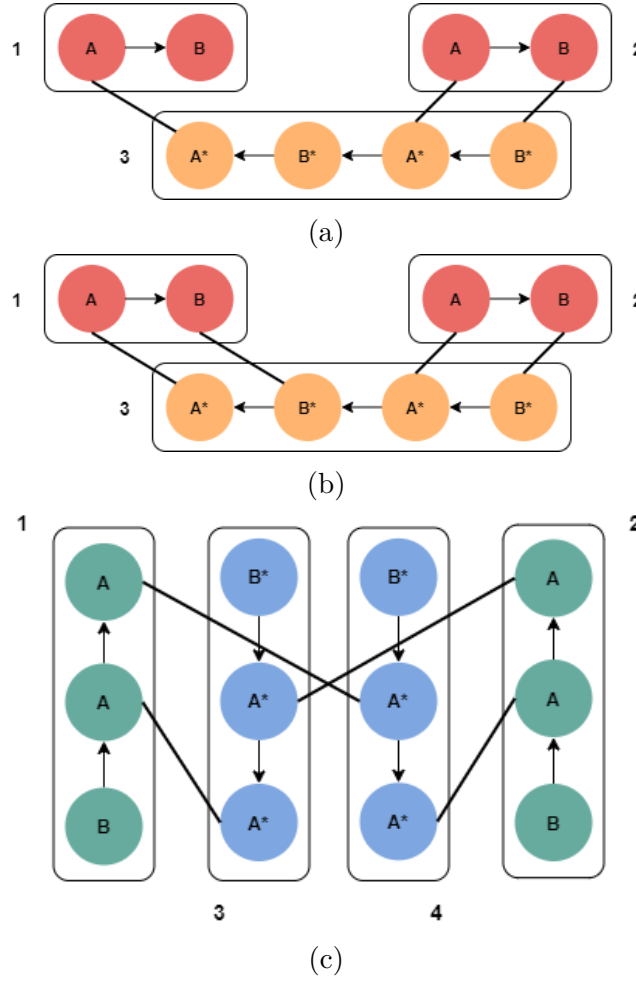 1 A B A B 2
3 A* B* A* B*
(a)
1 A B A B 2
3 A* B* A* B*
(b)
1 2
A B* B* A
A A* A* A
B A* A* B
3 4
(c)